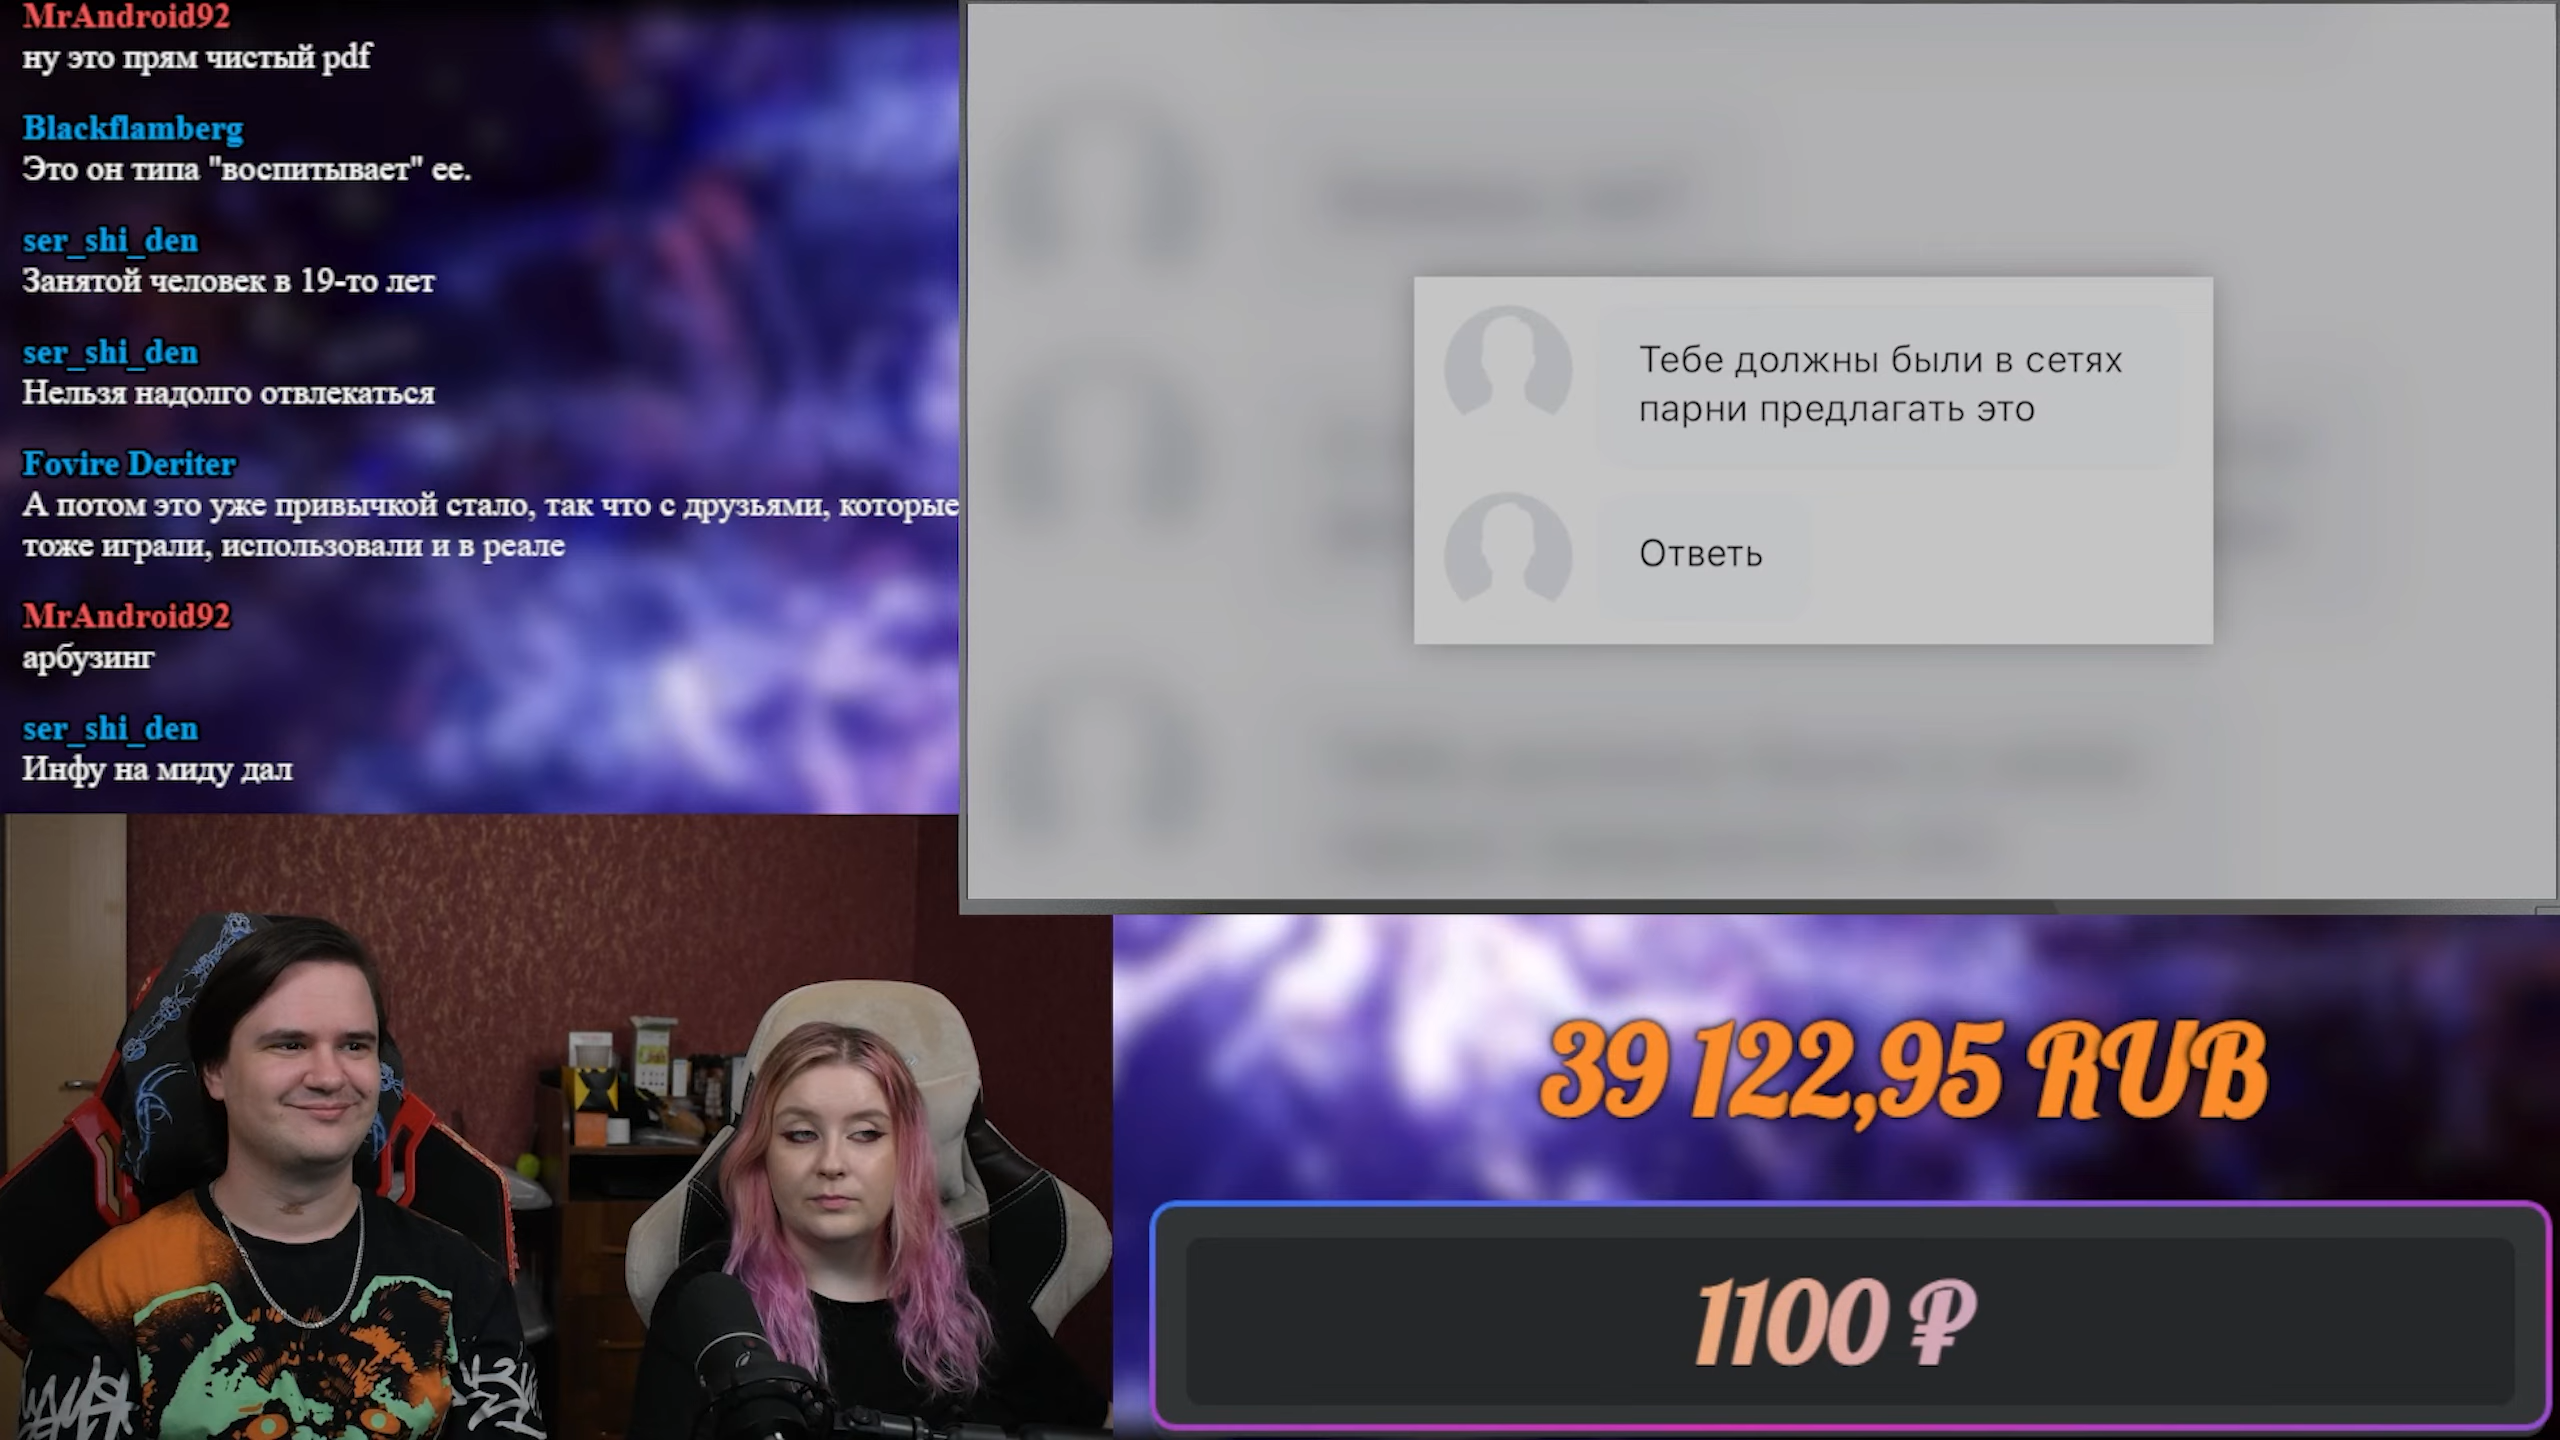 MrAndroid92
ну это прям чистый pdf
Blackflamberg
Это он типа "воспитывает" ее.
ser_shi_den
Занятой человек в 19-то лет
ser_shi_den
Нельзя надолго отвлекаться
Fovire Deriter
А потом это уже привычкой стало, так что с друзьями, которые
тоже играли, использовали и в реале
MrAndroid92
арбузинг
ser_shi_den
Инфу на миду дал
Тебе должны были в сетях
парни предлагать это
Ответь
39 122,95 RUB
1100 ₽